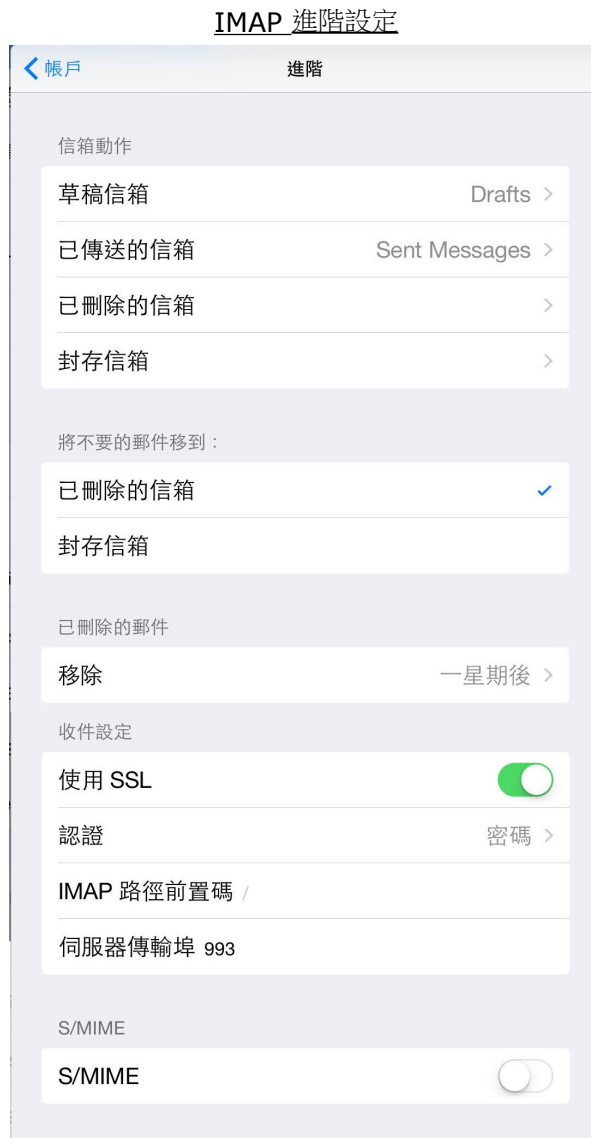 IMAP 進階設定
帳戶 進階
信箱動作
草稿信箱 Drafts
已傳送的信箱 Sent Messages
已刪除的信箱
封存信箱
將不要的郵件移到：
已刪除的信箱
封存信箱
已刪除的郵件
移除 一星期後
收件設定
使用 SSL
認證 密碼
IMAP 路徑前置碼 /
伺服器傳輸埠 993
S/MIME
S/MIME